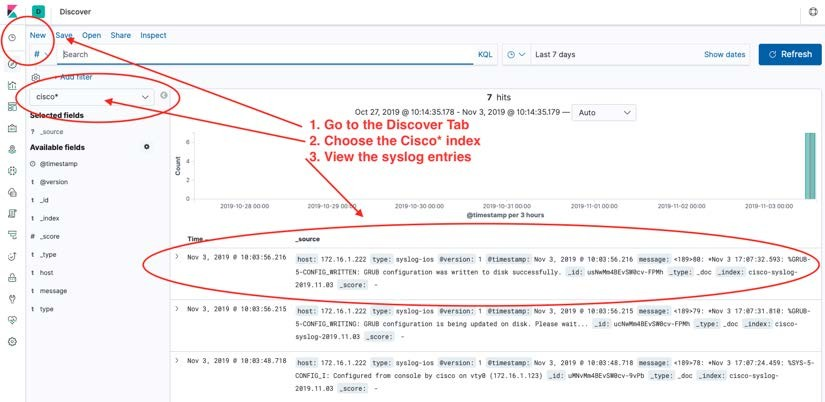 D Discover
New Save Open Share Inspect
# Search KQL Last 7 days Show dates Refresh
+ Add filter
cisco*
7 hits
Selected fields
Oct 27, 2019 @ 10:14:35.178 - Nov 3, 2019 @ 10:14:35.179 — Auto
? _source
1. Go to the Discover Tab
2. Choose the Cisco* index
3. View the syslog entries
Available fields
@timestamp
t @version
t _id
t _index
# _score
t _type
t host
t message
t type
Count
6
4
2
0
2019-10-28 00:00 2019-10-29 00:00 2019-10-30 00:00 2019-10-31 00:00 2019-11-01 00:00 2019-11-02 00:00 2019-11-03 00:00
@timestamp per 3 hours
Time _source
Nov 3, 2019 @ 10:03:56.216 host: 172.16.1.222 type: syslog-ios @version: 1 @timestamp: Nov 3, 2019 @ 10:03:56.216 message: <189>80: *Nov 3 17:07:32.593: %GRUB-
5-CONFIG_WRITTEN: GRUB configuration was written to disk successfully. _id: usNwMm4BEvSW0cv-FPMh _type: _doc _index: cisco-syslog-
2019.11.03 _score: -
Nov 3, 2019 @ 10:03:56.215 host: 172.16.1.222 type: syslog-ios @version: 1 @timestamp: Nov 3, 2019 @ 10:03:56.215 message: <189>79: *Nov 3 17:07:31.810: %GRUB-
5-CONFIG_WRITING: GRUB configuration is being updated on disk. Please wait... _id: ucNwMm4BEvSW0cv-FPMh _type: _doc _index: cisco-
syslog-2019.11.03 _score: -
Nov 3, 2019 @ 10:03:48.718 host: 172.16.1.222 type: syslog-ios @version: 1 @timestamp: Nov 3, 2019 @ 10:03:48.718 message: <189>78: *Nov 3 17:07:24.459: %SYS-5-
CONFIG_I: Configured from console by cisco on vty0 (172.16.1.123) _id: uMNvMm4BEvSW0cv-9vPb _type: _doc _index: cisco-syslog-
2019.11.03 _score: -